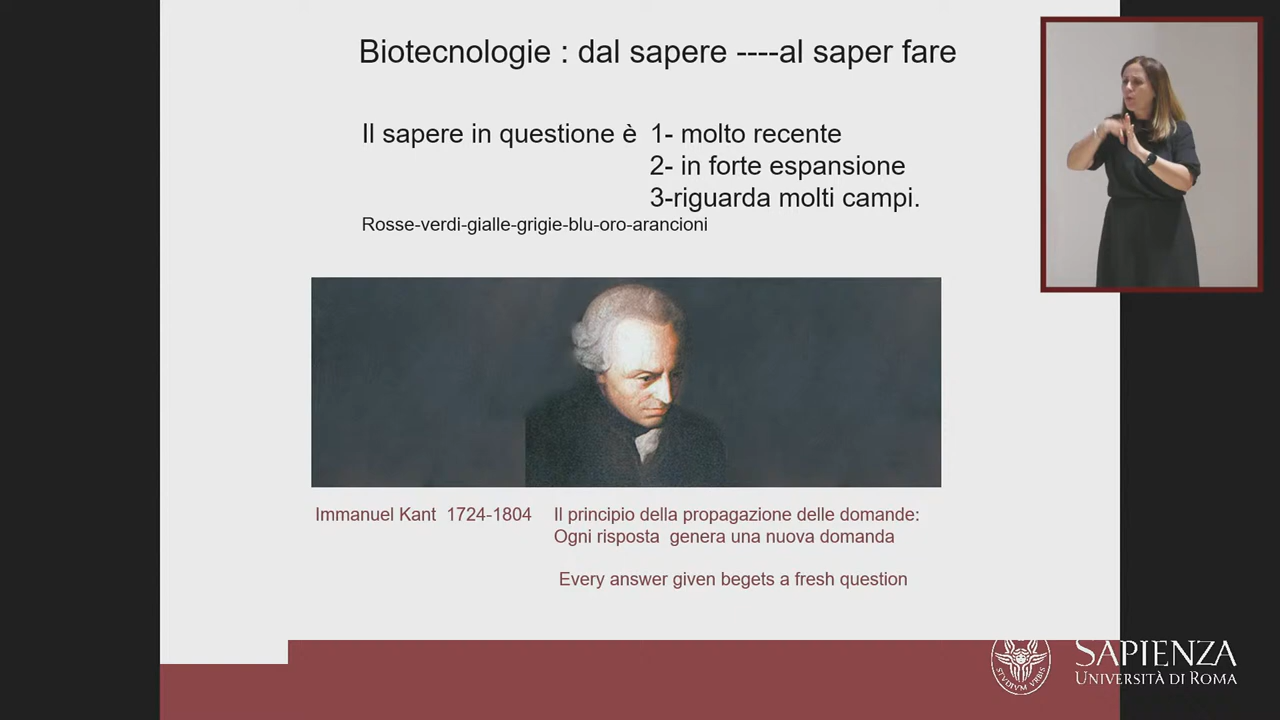 Biotecnologie : dal sapere ----al saper fare
Il sapere in questione è 1- molto recente
2- in forte espansione
3-riguarda molti campi.
Rosse-verdi-gialle-grigie-blu-oro-arancioni
Immanuel Kant 1724-1804
Il principio della propagazione delle domande:
Ogni risposta genera una nuova domanda
Every answer given begets a fresh question
STVDIVM VRBIS
SAPIENZA
UNIVERSITÀ DI ROMA